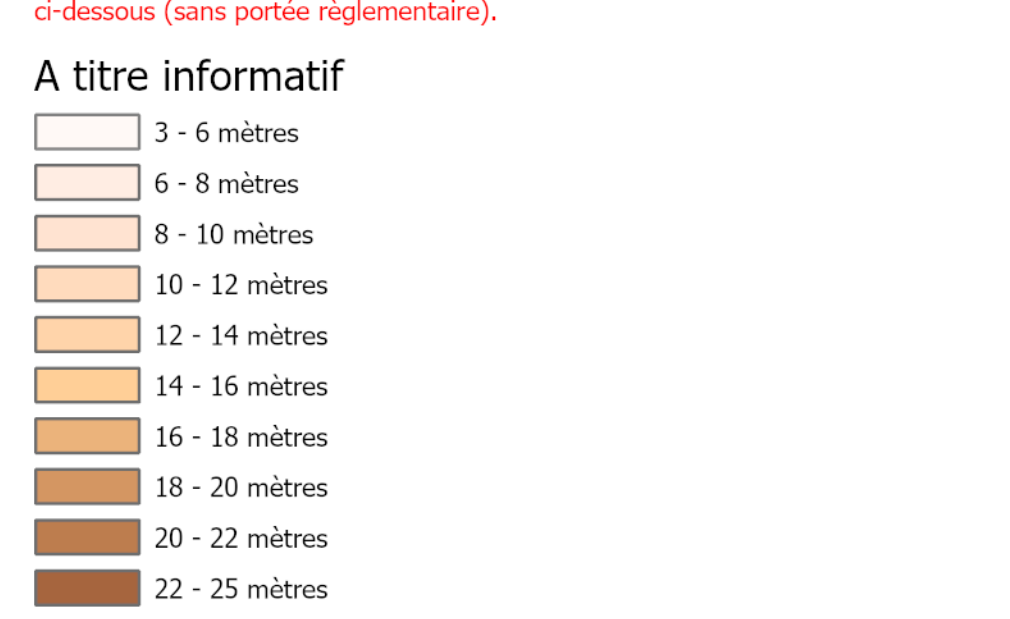 ci-dessous (sans portée règlementaire).
A titre informatif
3 - 6 mètres
6 - 8 mètres
8 - 10 mètres
10 - 12 mètres
12 - 14 mètres
14 - 16 mètres
16 - 18 mètres
18 - 20 mètres
20 - 22 mètres
22 - 25 mètres